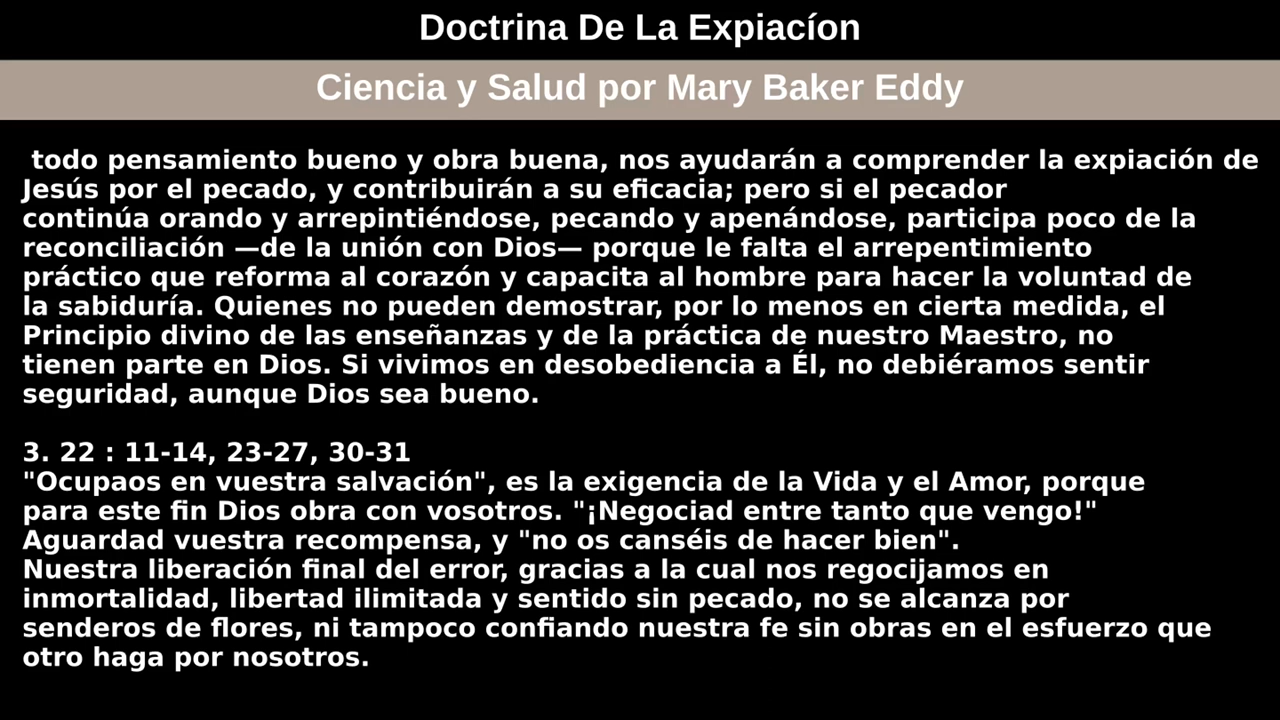 Doctrina De La Expiacíon
Ciencia y Salud por Mary Baker Eddy
todo pensamiento bueno y obra buena, nos ayudarán a comprender la expiación de
Jesús por el pecado, y contribuirán a su eficacia; pero si el pecador
continúa orando y arrepintiéndose, pecando y apenándose, participa poco de la
reconciliación —de la unión con Dios— porque le falta el arrepentimiento
práctico que reforma al corazón y capacita al hombre para hacer la voluntad de
la sabiduría. Quienes no pueden demostrar, por lo menos en cierta medida, el
Principio divino de las enseñanzas y de la práctica de nuestro Maestro, no
tienen parte en Dios. Si vivimos en desobediencia a Él, no debiéramos sentir
seguridad, aunque Dios sea bueno.
3. 22 : 11-14, 23-27, 30-31
"Ocupaos en vuestra salvación", es la exigencia de la Vida y el Amor, porque
para este fin Dios obra con vosotros. "¡Negociad entre tanto que vengo!"
Aguardad vuestra recompensa, y "no os canséis de hacer bien".
Nuestra liberación final del error, gracias a la cual nos regocijamos en
inmortalidad, libertad ilimitada y sentido sin pecado, no se alcanza por
senderos de flores, ni tampoco confiando nuestra fe sin obras en el esfuerzo que
otro haga por nosotros.